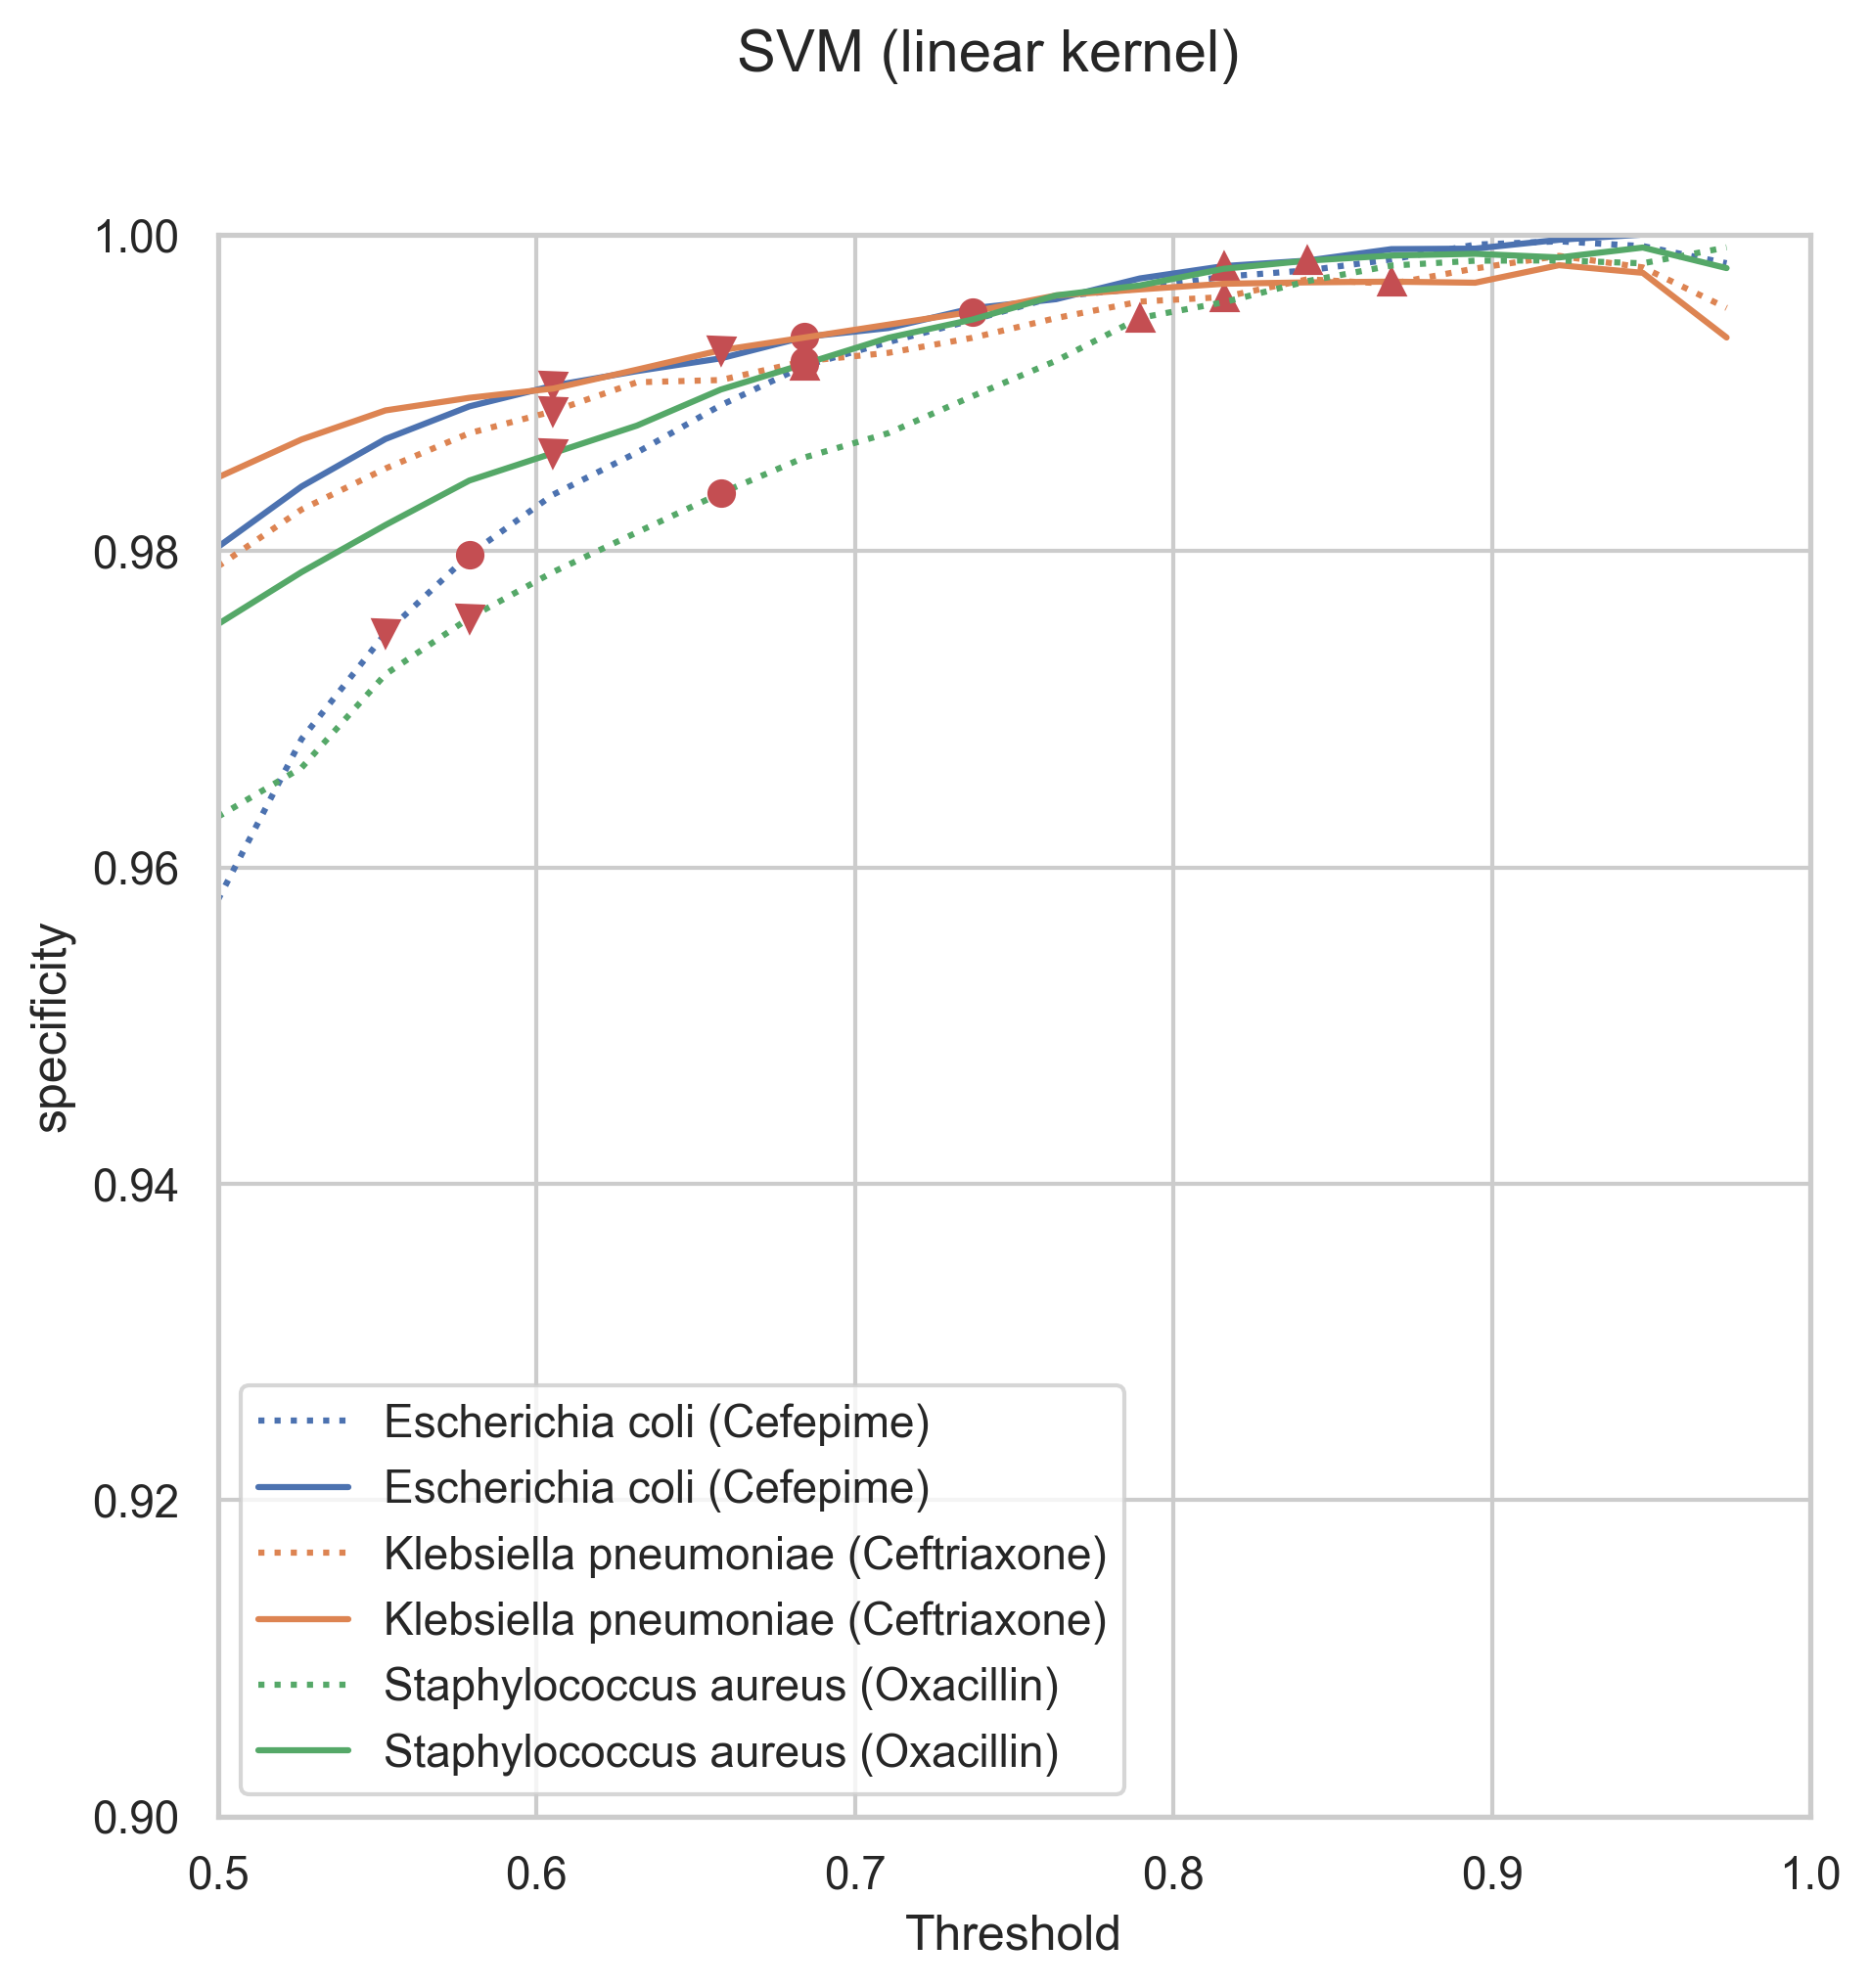 SVM (linear kernel)
1.00
0.98
0.96
0.94
0.92
0.90
specificity
Escherichia coli (Cefepime)
Escherichia coli (Cefepime)
Klebsiella pneumoniae (Ceftriaxone)
Klebsiella pneumoniae (Ceftriaxone)
Staphylococcus aureus (Oxacillin)
Staphylococcus aureus (Oxacillin)
0.5 0.6 0.7 0.8 0.9 1.0
Threshold